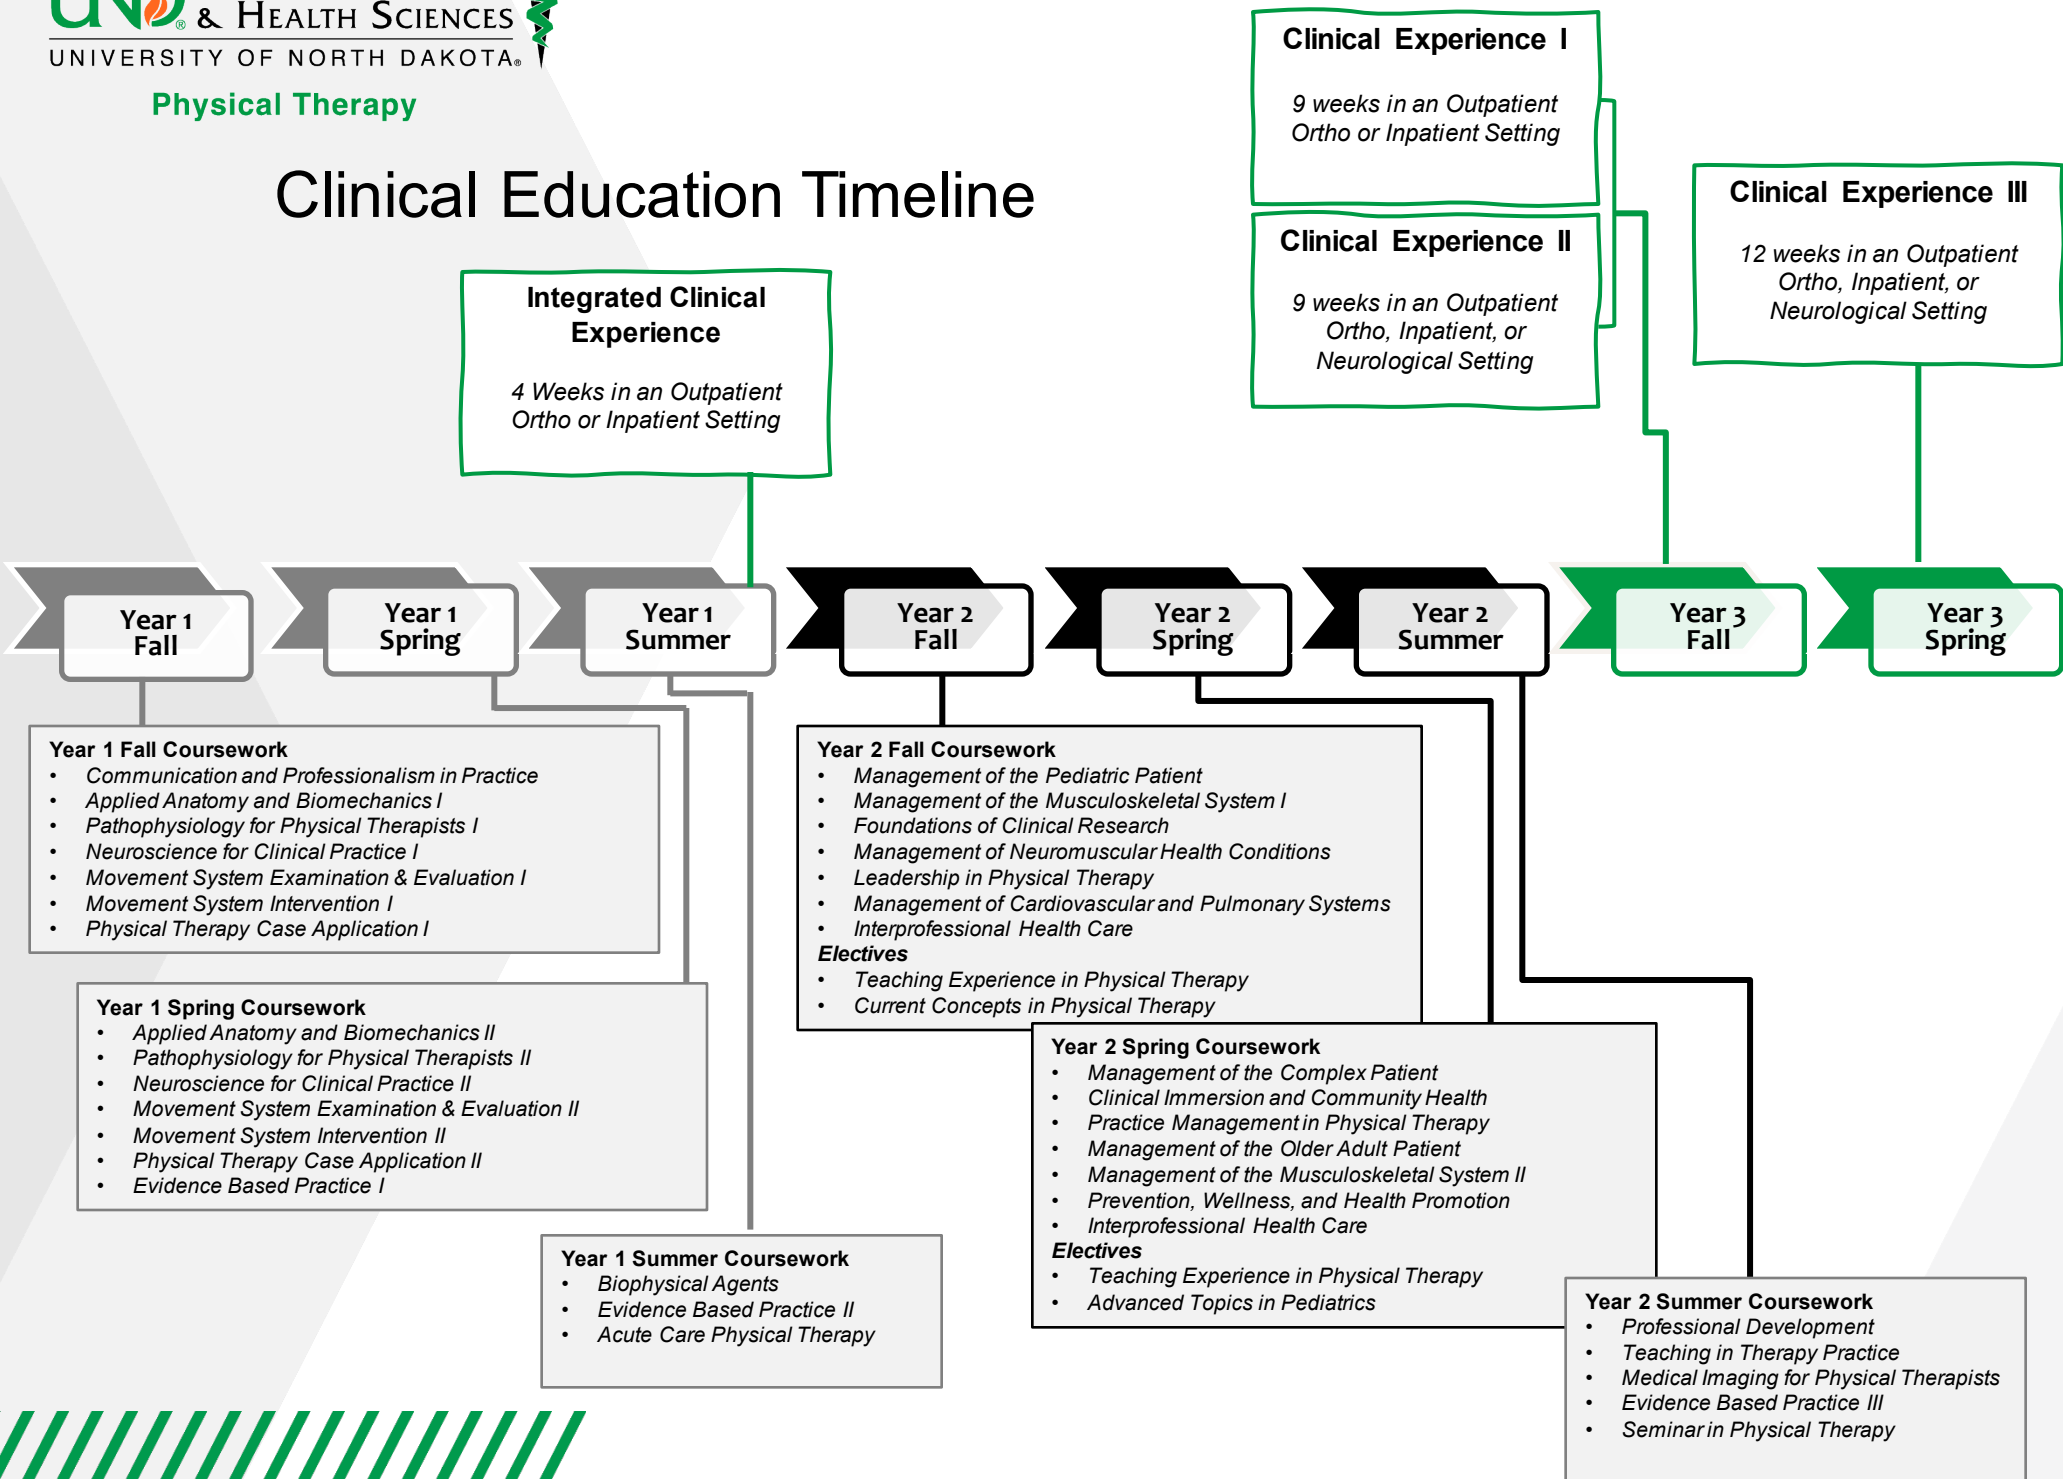 UND & HEALTH SCIENCES
UNIVERSITY OF NORTH DAKOTA
Physical Therapy
Clinical Education Timeline
Clinical Experience I
9 weeks in an Outpatient
Ortho or Inpatient Setting
Clinical Experience II
9 weeks in an Outpatient
Ortho, Inpatient, or
Neurological Setting
Clinical Experience III
12 weeks in an Outpatient
Ortho, Inpatient, or
Neurological Setting
Integrated Clinical
Experience
4 Weeks in an Outpatient
Ortho or Inpatient Setting
Year 1
Fall
Year 1
Spring
Year 1
Summer
Year 2
Fall
Year 2
Spring
Year 2
Summer
Year 3
Fall
Year 3
Spring
Year 1 Fall Coursework
• Communication and Professionalism in Practice
• Applied Anatomy and Biomechanics I
• Pathophysiology for Physical Therapists I
• Neuroscience for Clinical Practice I
• Movement System Examination & Evaluation I
• Movement System Intervention I
• Physical Therapy Case Application I
Year 1 Spring Coursework
• Applied Anatomy and Biomechanics II
• Pathophysiology for Physical Therapists II
• Neuroscience for Clinical Practice II
• Movement System Examination & Evaluation II
• Movement System Intervention II
• Physical Therapy Case Application II
• Evidence Based Practice I
Year 1 Summer Coursework
• Biophysical Agents
• Evidence Based Practice II
• Acute Care Physical Therapy
Year 2 Fall Coursework
• Management of the Pediatric Patient
• Management of the Musculoskeletal System I
• Foundations of Clinical Research
• Management of Neuromuscular Health Conditions
• Leadership in Physical Therapy
• Management of Cardiovascular and Pulmonary Systems
• Interprofessional Health Care
Electives
• Teaching Experience in Physical Therapy
• Current Concepts in Physical Therapy
Year 2 Spring Coursework
• Management of the Complex Patient
• Clinical Immersion and Community Health
• Practice Management in Physical Therapy
• Management of the Older Adult Patient
• Management of the Musculoskeletal System II
• Prevention, Wellness, and Health Promotion
• Interprofessional Health Care
Electives
• Teaching Experience in Physical Therapy
• Advanced Topics in Pediatrics
Year 2 Summer Coursework
• Professional Development
• Teaching in Therapy Practice
• Medical Imaging for Physical Therapists
• Evidence Based Practice III
• Seminar in Physical Therapy